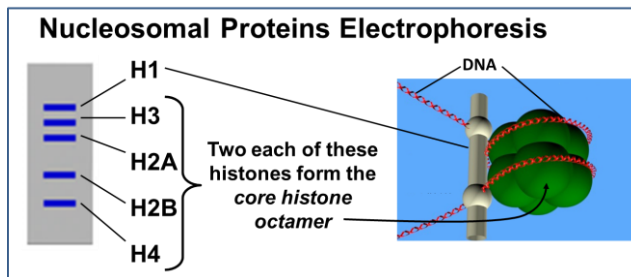 Nucleosomal Proteins Electrophoresis
H1
H3
H2A
H2B
H4
Two each of these
histones form the
core histone
octamer
DNA